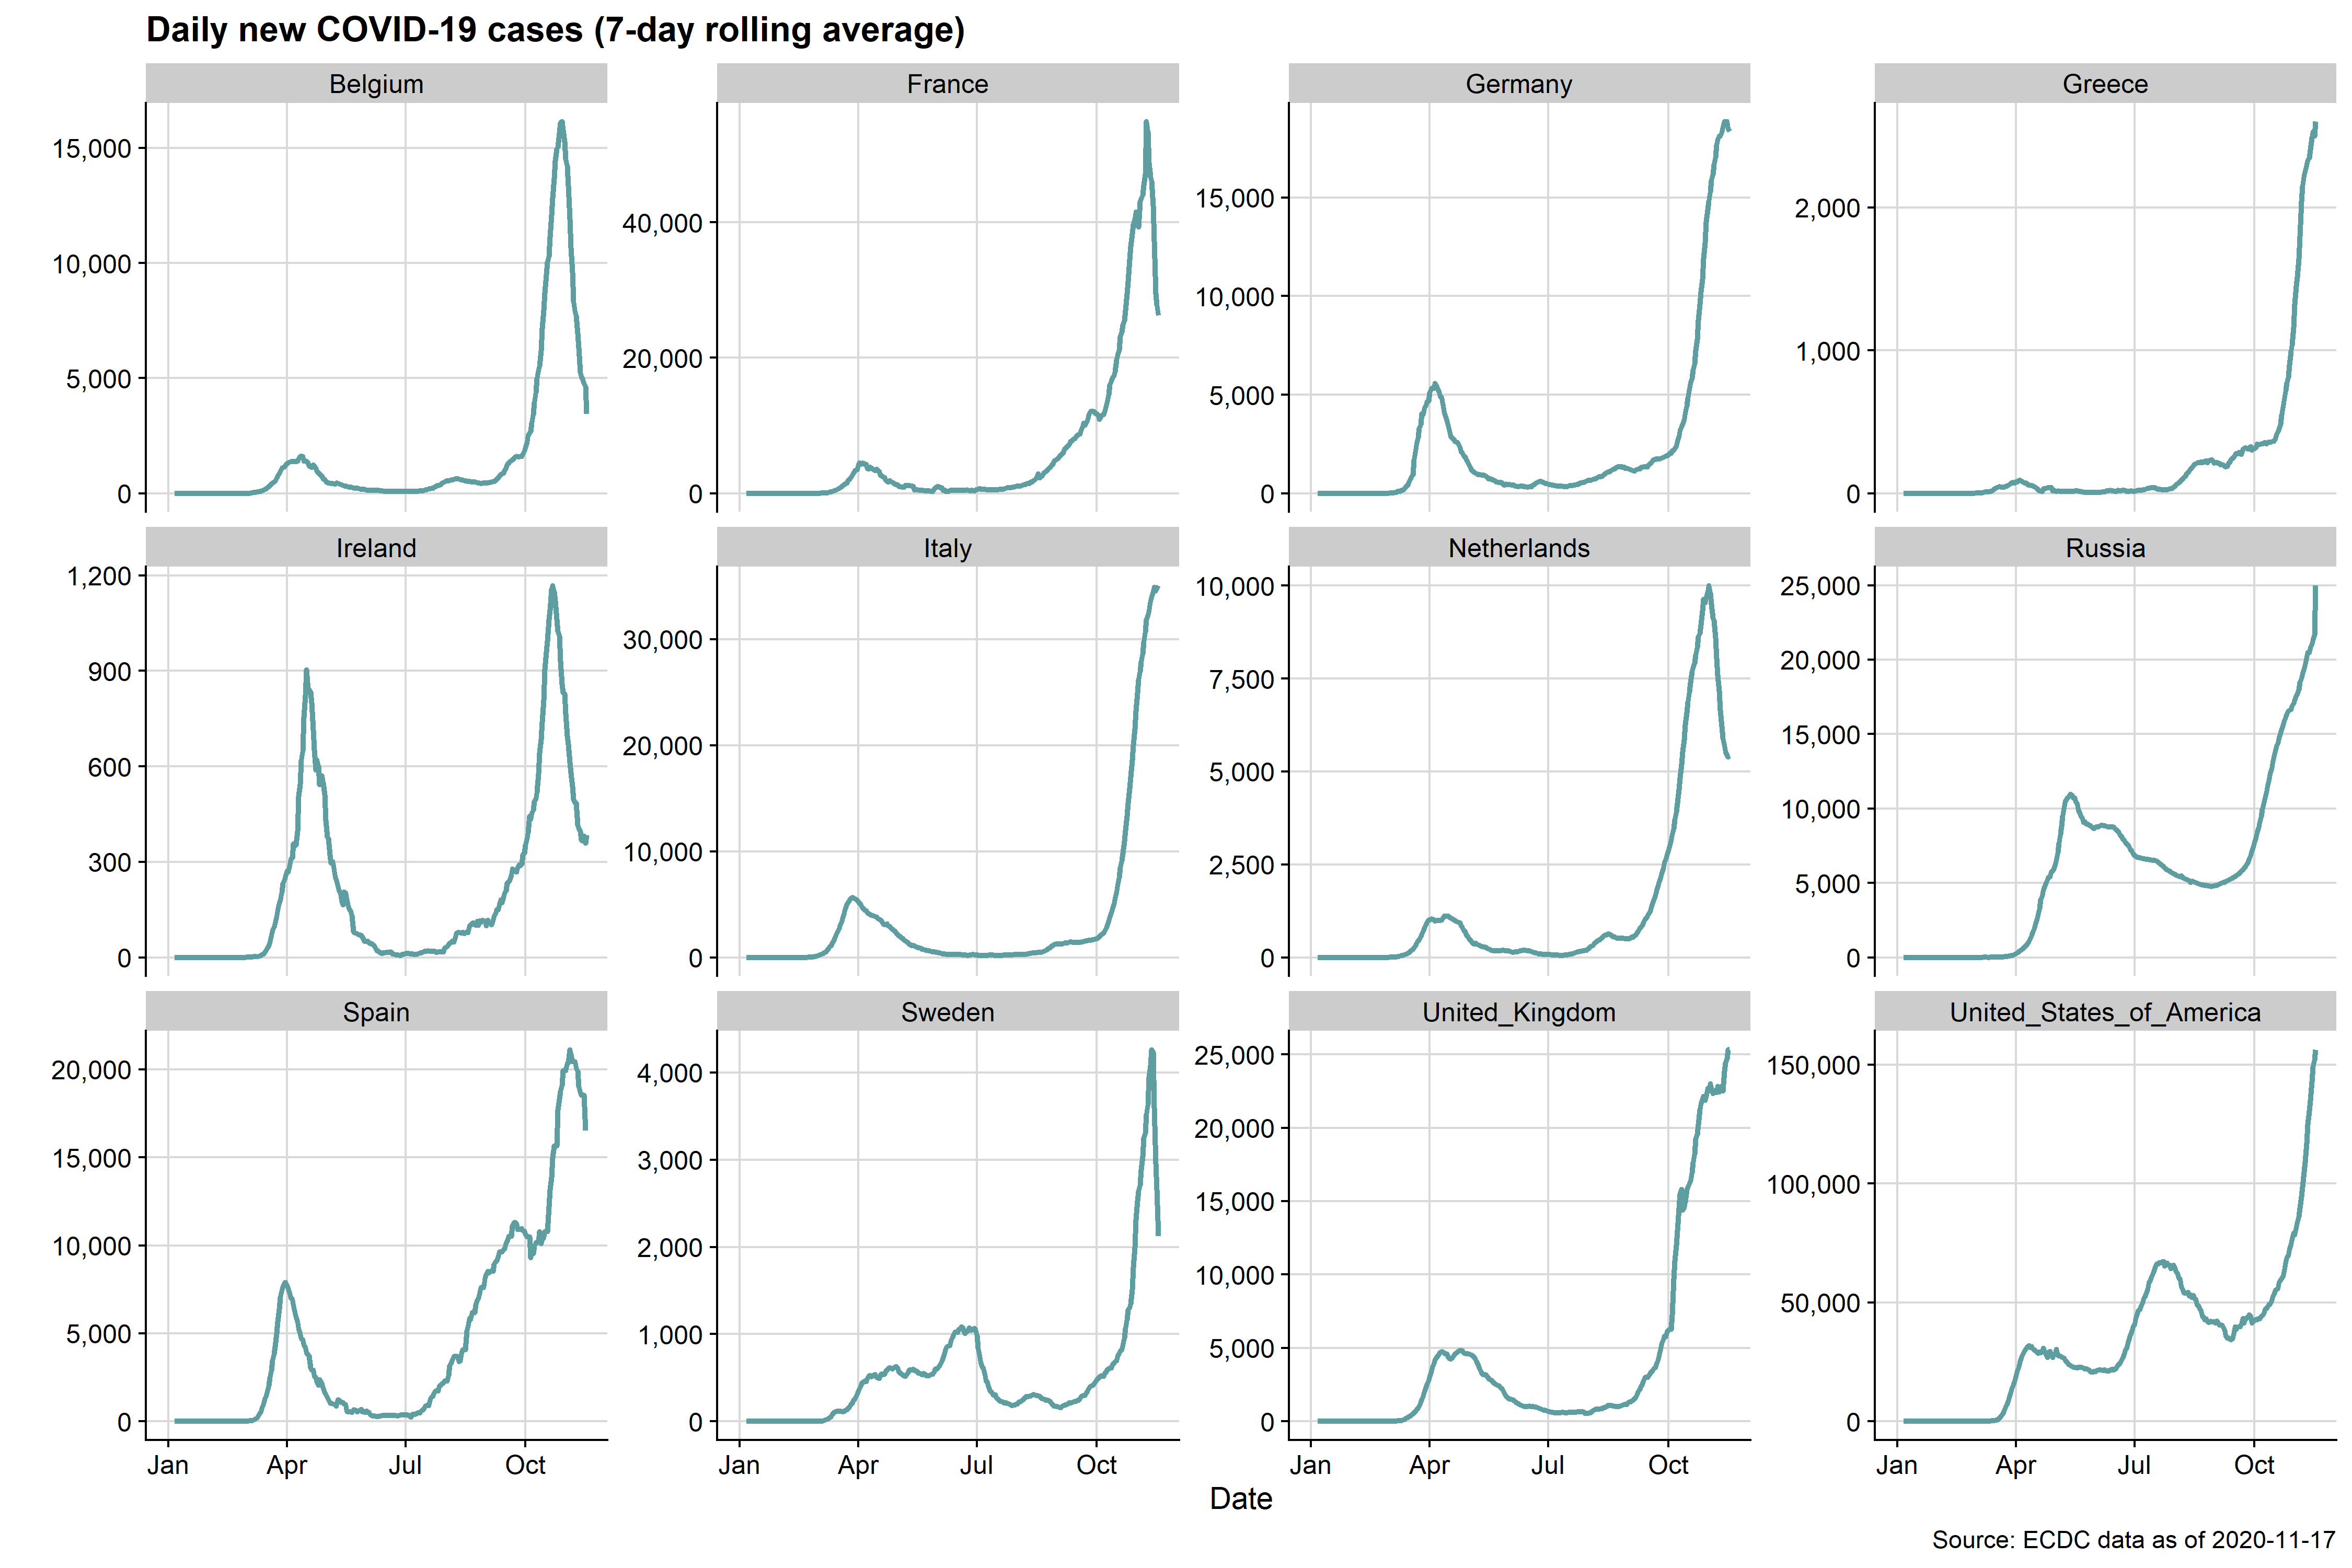 Daily new COVID-19 cases (7-day rolling average)
Belgium
France
Germany
Greece
15,000
10,000
5,000
0
40,000
20,000
0
15,000
10,000
5,000
0
2,000
1,000
0
Ireland
Italy
Netherlands
Russia
1,200
900
600
300
0
30,000
20,000
10,000
0
10,000
7,500
5,000
2,500
0
25,000
20,000
15,000
10,000
5,000
0
Spain
Sweden
United_Kingdom
United_States_of_America
20,000
15,000
10,000
5,000
0
4,000
3,000
2,000
1,000
0
25,000
20,000
15,000
10,000
5,000
0
150,000
100,000
50,000
0
Jan Apr Jul Oct
Jan Apr Jul Oct
Jan Apr Jul Oct
Jan Apr Jul Oct
Date
Source: ECDC data as of 2020-11-17